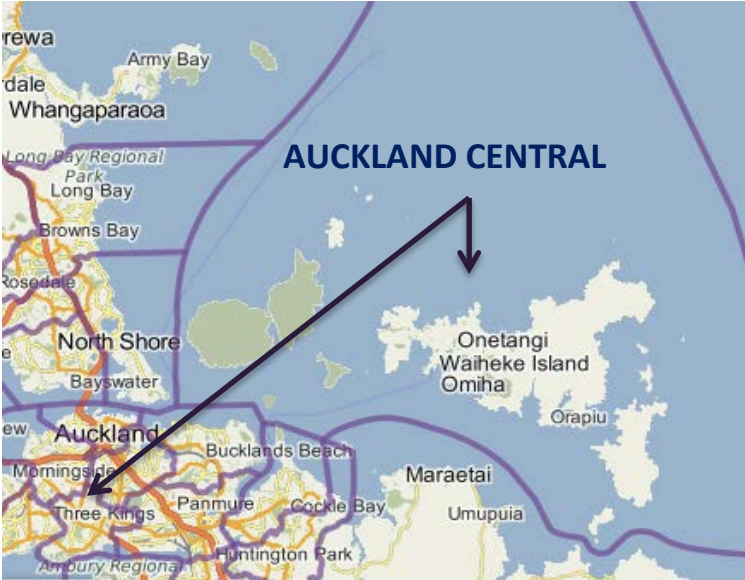 rewa
Army Bay
rdale
Whangaparaoa
AUCKLAND CENTRAL
Long Bay Regional
Park
Long Bay
Browns Bay
Rosedale
North Shore
e
Bayswater
Onetangi
Waiheke Island
Omiha
Orapiu
ew
Auckland
Bucklands Beach
Morningside
Maraetai
Three Kings
Panmure
Cockle Bay
Umupuia
Huntington Park
Ambury Regional